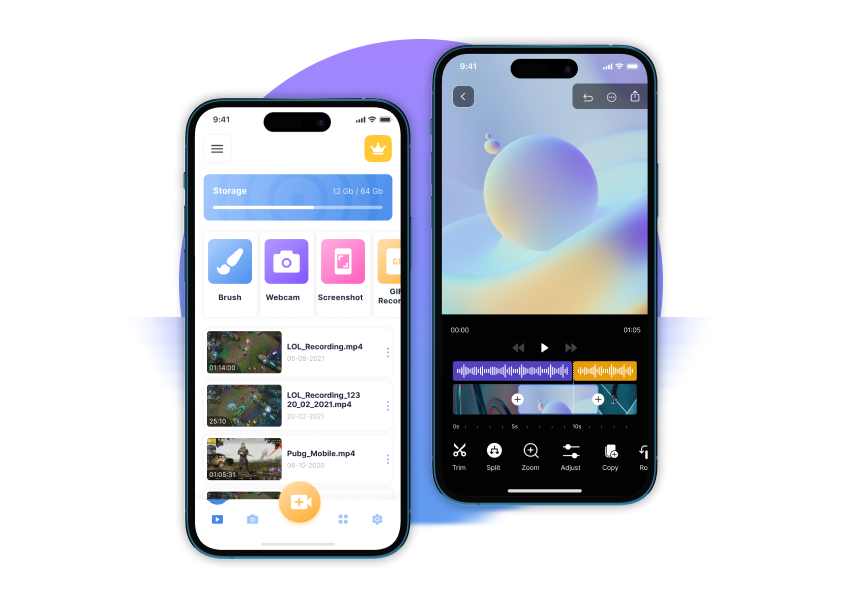 9:41
Storage
12 Gb / 64 Gb
Brush
Webcam
Screenshot
GIF
Recor
LOL_Recording.mp4
05-08-2021
01:14:00
LOL_Recording_123
20_02_2021.mp4
20-02-2021
25:10
Pubg_Mobile.mp4
06-10-2020
01:05:31
9:41
00:00
01:05
0s
5s
10s
Trim
Split
Zoom
Adjust
Copy
Ro